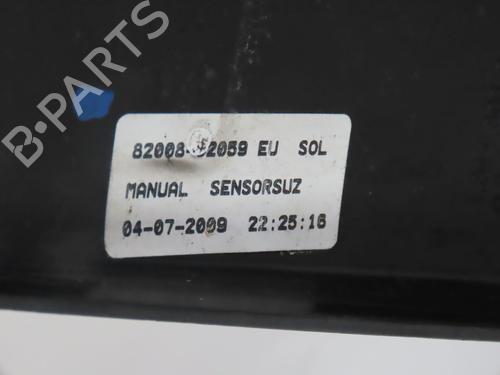 B-PARTS
EU SOL
MANUAL SENSORSUZ
04-07-2009 22:25:16